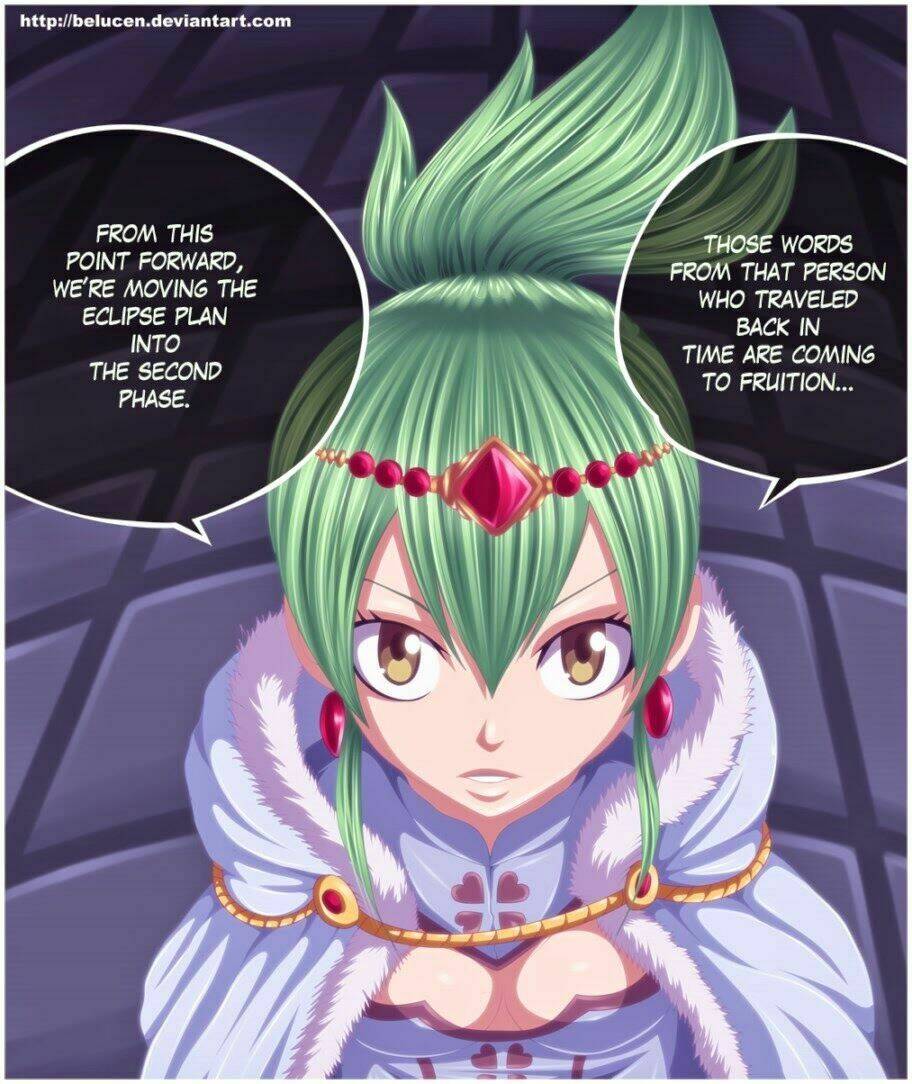 http://belucen.deviantart.com
FROM THIS
POINT FORWARD,
WE'RE MOVING THE
ECLIPSE PLAN
INTO
THE SECOND
PHASE.
THOSE WORDS
FROM THAT PERSON
WHO TRAVELED
BACK IN
TIME ARE COMING
TO FRUITION...